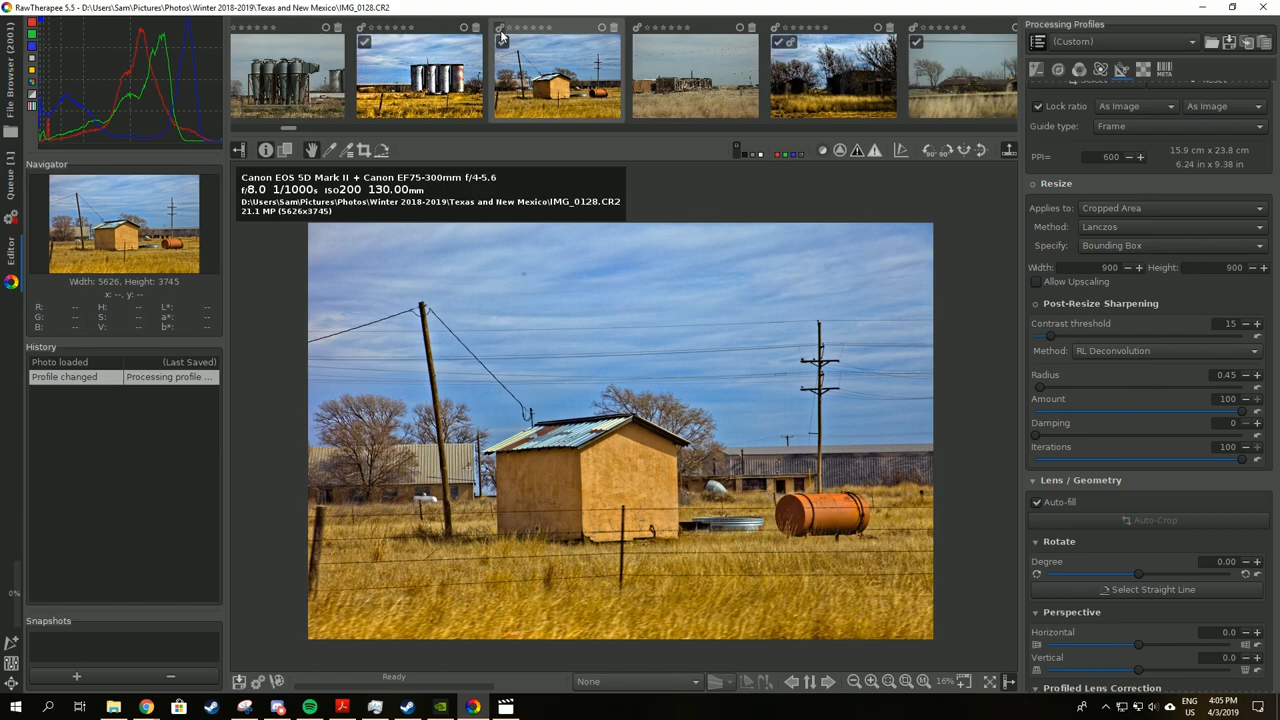 RawTherapee 5.5 - D:\Users\Sam\Pictures\Photos\Winter 2018-2019\Texas and New Mexico\IMG_0128.CR2
File Browser (2001)
Queue [1]
Editor
0%
Navigator
Width: 5626, Height: 3745
x: --, y: --
R: -- H: -- L*: --
G: -- S: -- a*: --
B: -- V: -- b*: --
History
Photo loaded (Last Saved)
Profile changed Processing profile ...
Snapshots
Canon EOS 5D Mark II + Canon EF75-300mm f/4-5.6
f/8.0 1/1000s ISO200 130.00mm
D:\Users\Sam\Pictures\Photos\Winter 2018-2019\Texas and New Mexico\IMG_0128.CR2
21.1 MP (5626x3745)
Ready
None
16%
Processing Profiles
(Custom)
META
Lock ratio As Image As Image
Guide type: Frame
PPI= 600 15.9 cm x 23.8 cm
6.24 in x 9.38 in
Resize
Applies to: Cropped Area
Method: Lanczos
Specify: Bounding Box
Width: 900 Height: 900
Allow Upscaling
Post-Resize Sharpening
Contrast threshold 15
Method: RL Deconvolution
Radius 0.45
Amount 100
Damping 0
Iterations 100
Lens / Geometry
Auto-fill
Auto-Crop
Rotate
Degree 0.00
Select Straight Line
Perspective
Horizontal 0.0
Vertical 0.0
Profiled Lens Correction
ENG
US
4:05 PM
4/3/2019